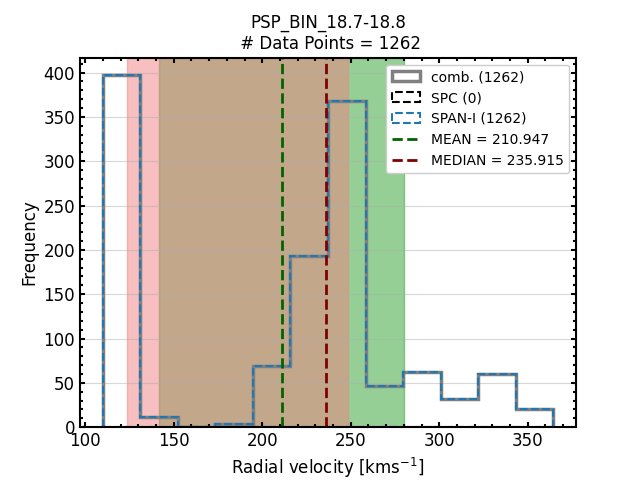 PSP_BIN_18.7-18.8
# Data Points = 1262
comb. (1262)
SPC (0)
SPAN-I (1262)
MEAN = 210.947
MEDIAN = 235.915
Frequency
400
350
300
250
200
150
100
50
0
100 150 200 250 300 350
Radial velocity [kms⁻¹]